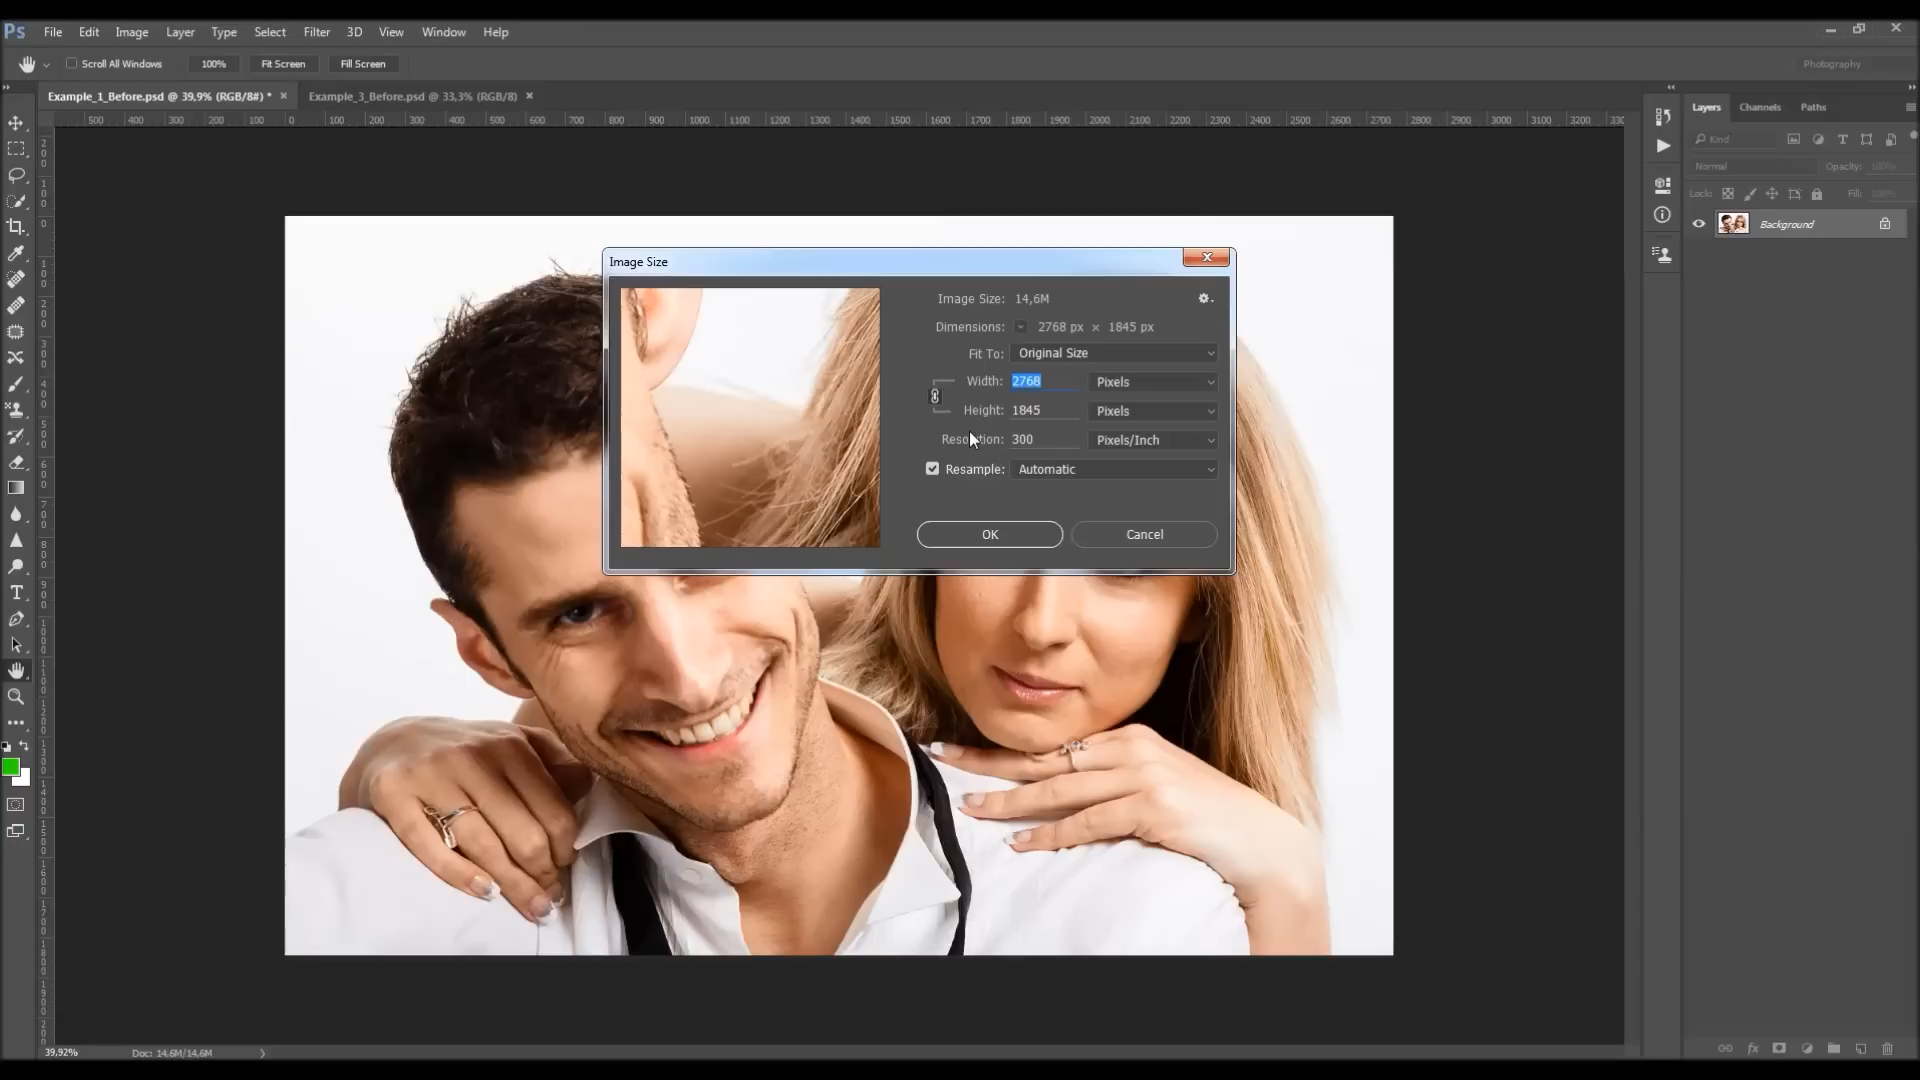 Ps File Edit Image Layer Type Select Filter 3D View Window Help
Scroll All Windows 100% Fit Screen Fill Screen Photography
Example_1_Before.psd @ 39,9% (RGB/8#) * × Example_3_Before.psd @ 33,3% (RGB/8) ×
500 400 300 200 100 0 100 200 300 400 500 600 700 800 900 1000 1100 1200 1300 1400 1500 1600 1700 1800 1900 2000 2100 2200 2300 2400 2500 2600 2700 2800 2900 3000 3100 3200
Layers Channels Paths
Kind
Normal Opacity: 100%
Lock: Fill: 100%
Background
Image Size
Image Size: 14,6M
Dimensions: 2768 px × 1845 px
Fit To: Original Size
Width: 2768 Pixels
Height: 1845 Pixels
300 Pixels/Inch
Resample: Automatic
OK Cancel
39,92% Doc: 14,6M/14,6M
fx